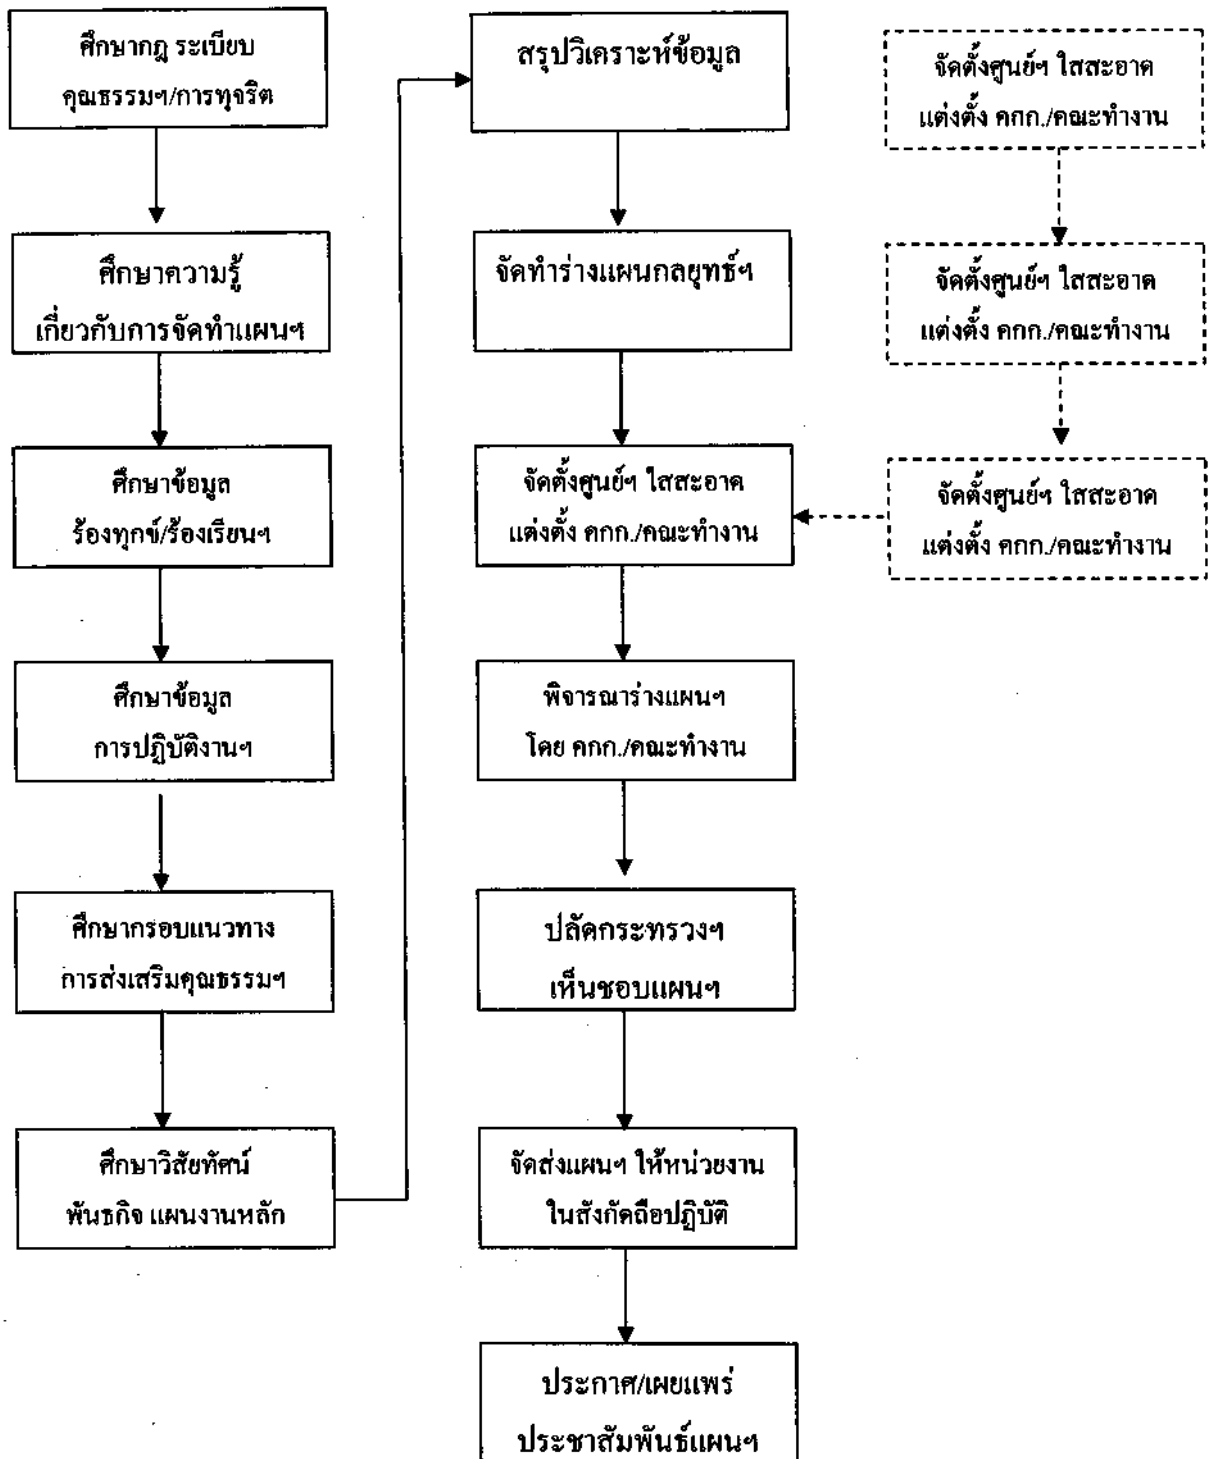 ศึกษากฎ ระเบียบ
คุณธรรมฯ/การทุจริต
ศึกษาความรู้
เกี่ยวกับการจัดทำแผนฯ
ศึกษาข้อมูล
ร้องทุกข์/ร้องเรียนฯ
ศึกษาข้อมูล
การปฏิบัติงานฯ
ศึกษากรอบแนวทาง
การส่งเสริมคุณธรรมฯ
ศึกษาวิสัยทัศน์
พันธกิจ แผนงานหลัก
สรุปวิเคราะห์ข้อมูล
จัดทำร่างแผนกลยุทธ์ฯ
จัดตั้งศูนย์ฯ ใสสะอาด
แต่งตั้ง คกก./คณะทำงาน
พิจารณาร่างแผนฯ
โดย คกก./คณะทำงาน
ปลัดกระทรวงฯ
เห็นชอบแผนฯ
จัดส่งแผนฯ ให้หน่วยงาน
ในสังกัดถือปฏิบัติ
ประกาศ/เผยแพร่
ประชาสัมพันธ์แผนฯ
จัดตั้งศูนย์ฯ ใสสะอาด
แต่งตั้ง คกก./คณะทำงาน
จัดตั้งศูนย์ฯ ใสสะอาด
แต่งตั้ง คกก./คณะทำงาน
จัดตั้งศูนย์ฯ ใสสะอาด
แต่งตั้ง คกก./คณะทำงาน